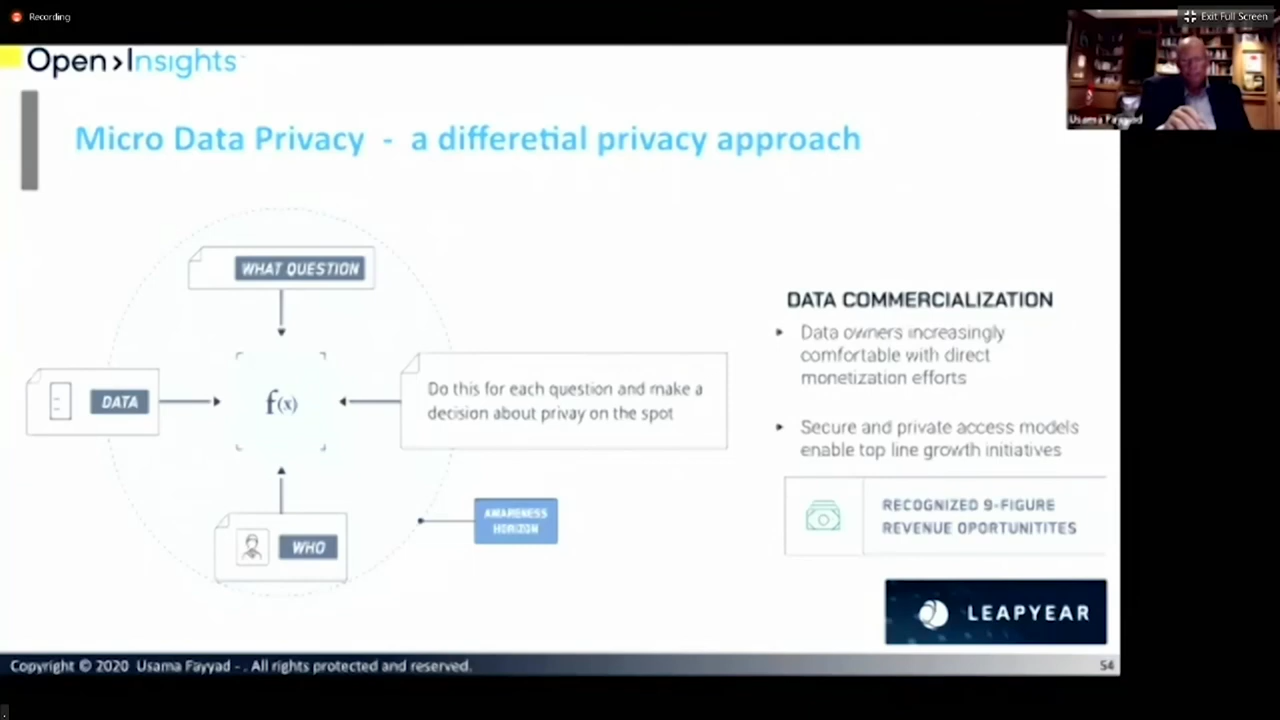 Recording
Exit Full Screen
Open>Insights
Usama Fayyad
Micro Data Privacy - a differetial privacy approach
WHAT QUESTION
DATA
f(x)
Do this for each question and make a
decision about privay on the spot
WHO
AWARENESS
HORIZON
DATA COMMERCIALIZATION
Data owners increasingly
comfortable with direct
monetization efforts
Secure and private access models
enable top line growth initiatives
RECOGNIZED 9-FIGURE
REVENUE OPORTUNITITES
LEAPYEAR
Copyright © 2020 Usama Fayyad - . All rights protected and reserved.
54